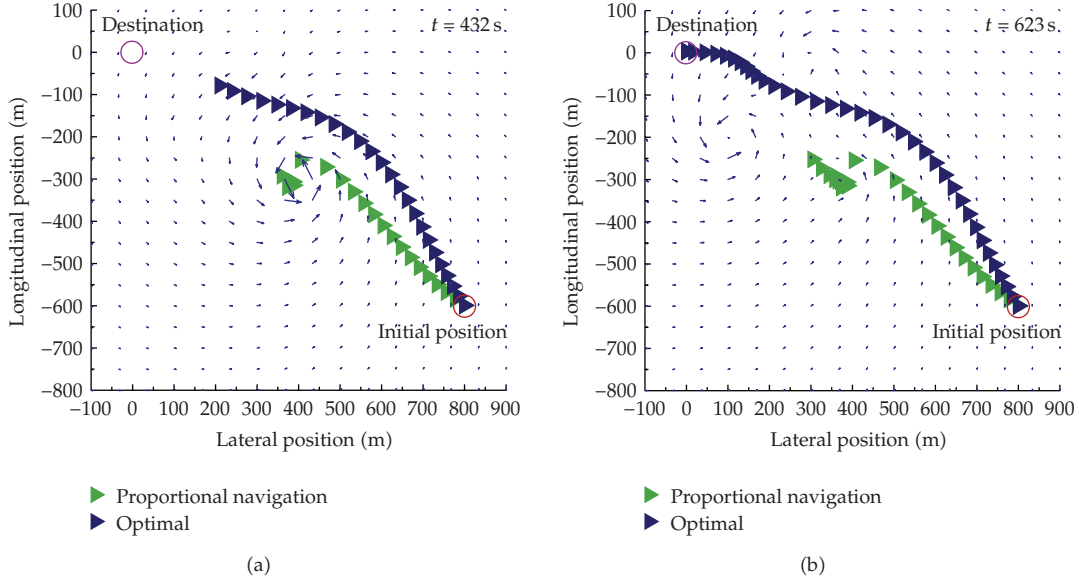 Destination
t = 432 s
100
0
−100
−200
−300
−400
−500
−600
−700
−800
Longitudinal position (m)
Initial position
−100 0 100 200 300 400 500 600 700 800 900
Lateral position (m)
Proportional navigation
Optimal
(a)
Destination
t = 623 s
100
0
−100
−200
−300
−400
−500
−600
−700
−800
Longitudinal position (m)
Initial position
−100 0 100 200 300 400 500 600 700 800 900
Lateral position (m)
Proportional navigation
Optimal
(b)